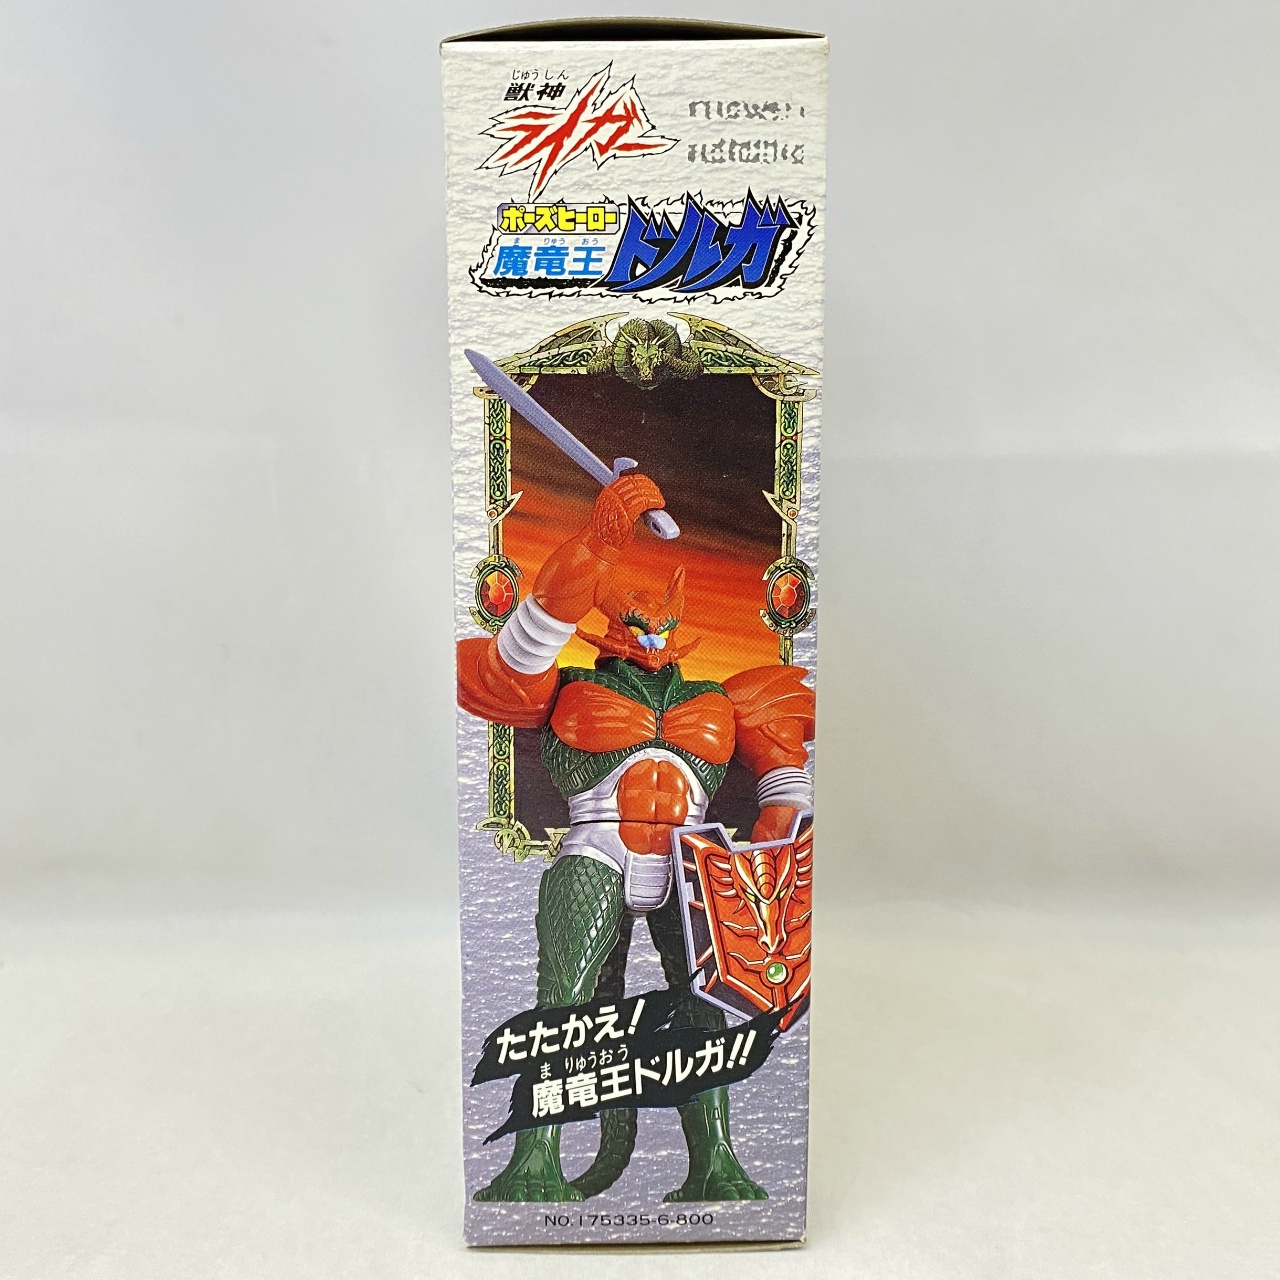 じゅうしん
獣神
ライガー
ポーズヒーロー
まりゅうおう
魔竜王ドルガ
たたかえ!
まりゅうおう
魔竜王ドルガ!!
NO.175335-6-800